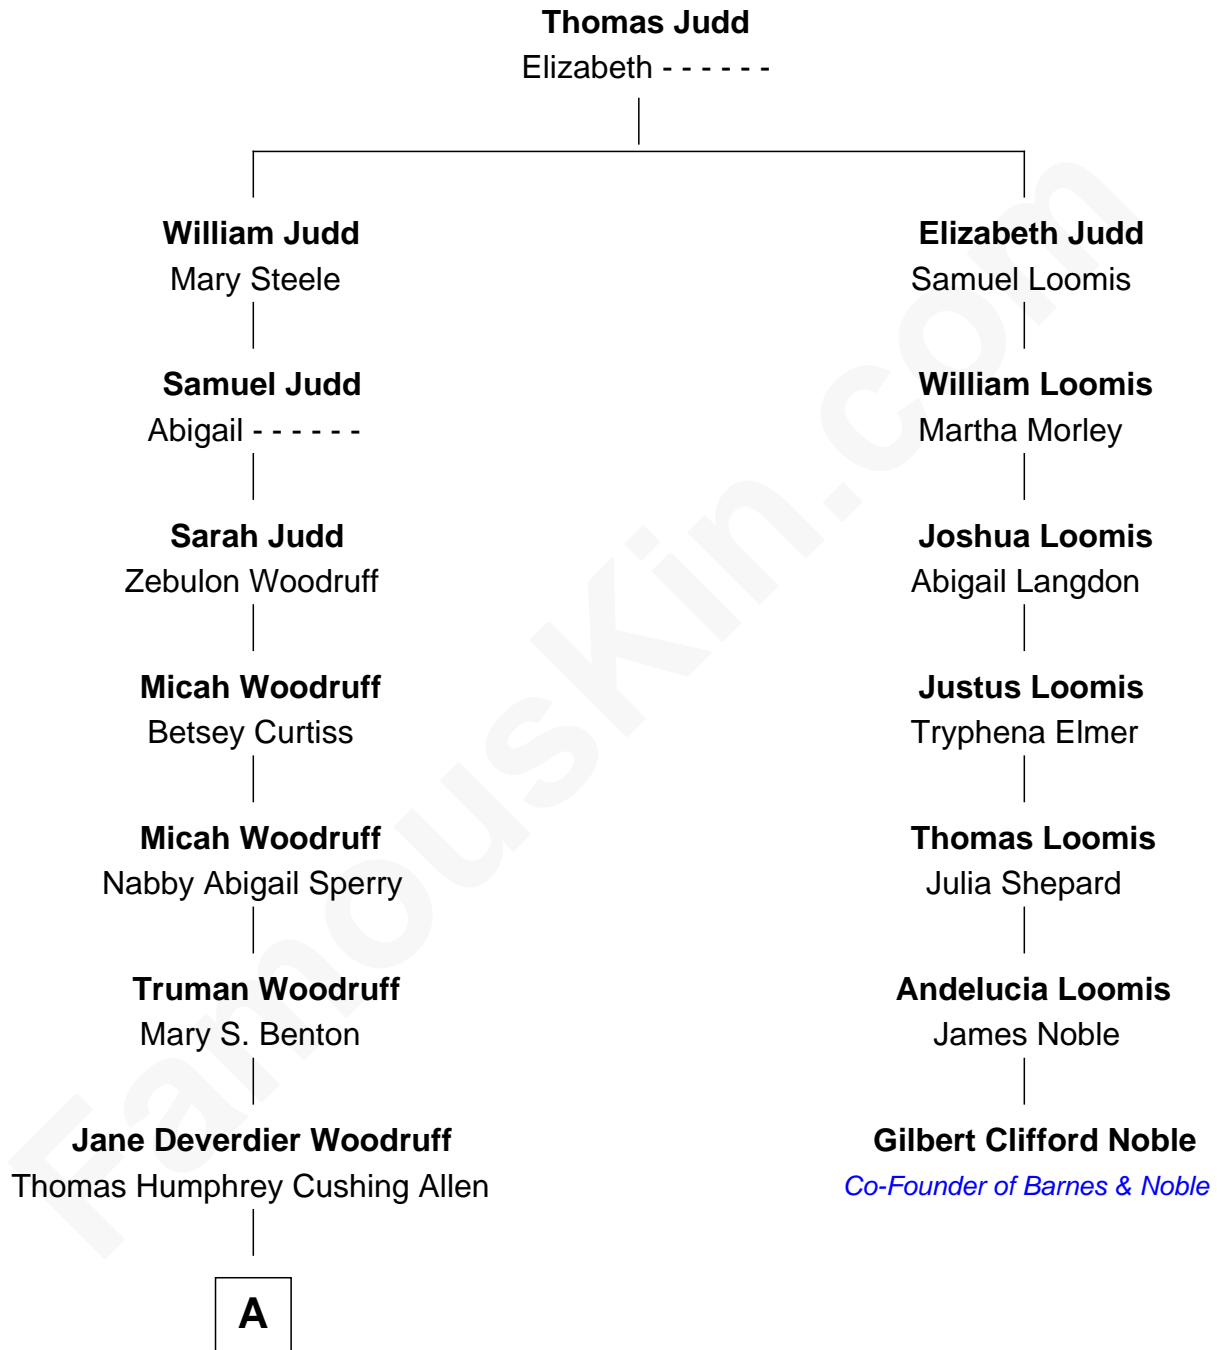 Thomas Judd
Elizabeth - - - - - -
William Judd
Mary Steele
Samuel Judd
Abigail - - - - - -
Sarah Judd
Zebulon Woodruff
Micah Woodruff
Betsey Curtiss
Micah Woodruff
Nabby Abigail Sperry
Truman Woodruff
Mary S. Benton
Jane Deverdier Woodruff
Thomas Humphrey Cushing Allen
A
Elizabeth Judd
Samuel Loomis
William Loomis
Martha Morley
Joshua Loomis
Abigail Langdon
Justus Loomis
Tryphena Elmer
Thomas Loomis
Julia Shepard
Andelucia Loomis
James Noble
Gilbert Clifford Noble
Co-Founder of Barnes & Noble
FamousKin.com